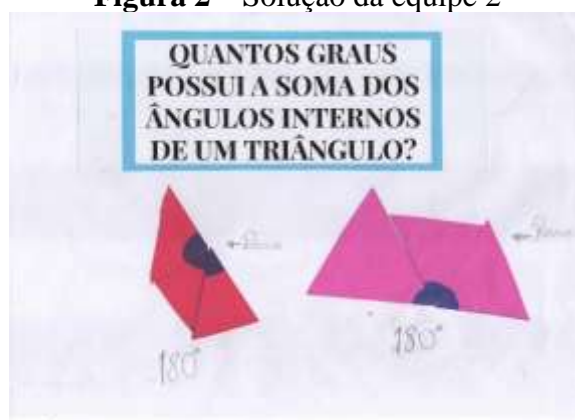 Figura 2 – Solução da equipe 2
QUANTOS GRAUS
POSSUI A SOMA DOS
ÂNGULOS INTERNOS
DE UM TRIÂNGULO?
180°
180°